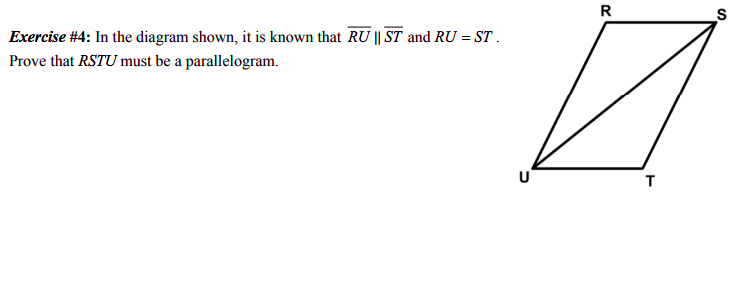 R
S
Exercise #4: In the diagram shown, it is known that RU || ST and RU = ST .
Prove that RSTU must be a parallelogram.
U
T